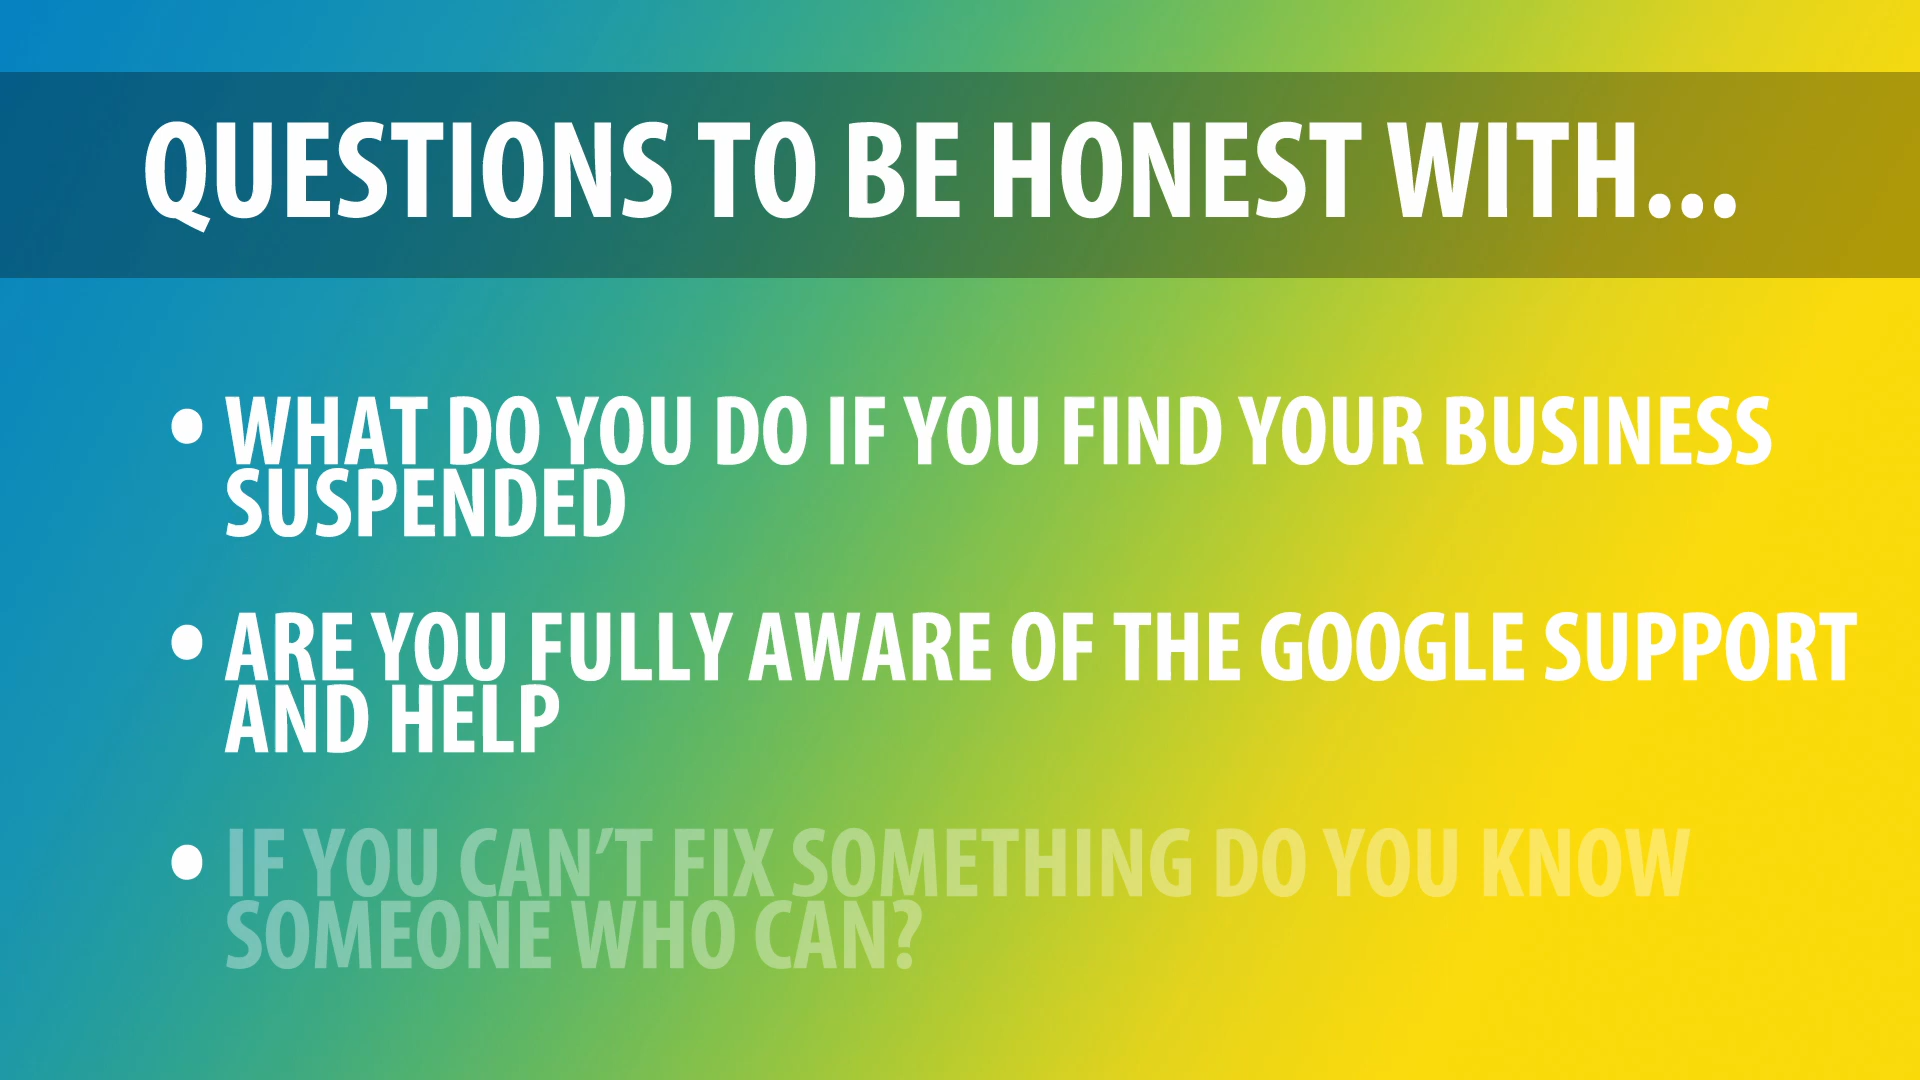 QUESTIONS TO BE HONEST WITH...
• WHAT DO YOU DO IF YOU FIND YOUR BUSINESS
SUSPENDED
• ARE YOU FULLY AWARE OF THE GOOGLE SUPPORT
AND HELP
• IF YOU CAN’T FIX SOMETHING DO YOU KNOW
SOMEONE WHO CAN?